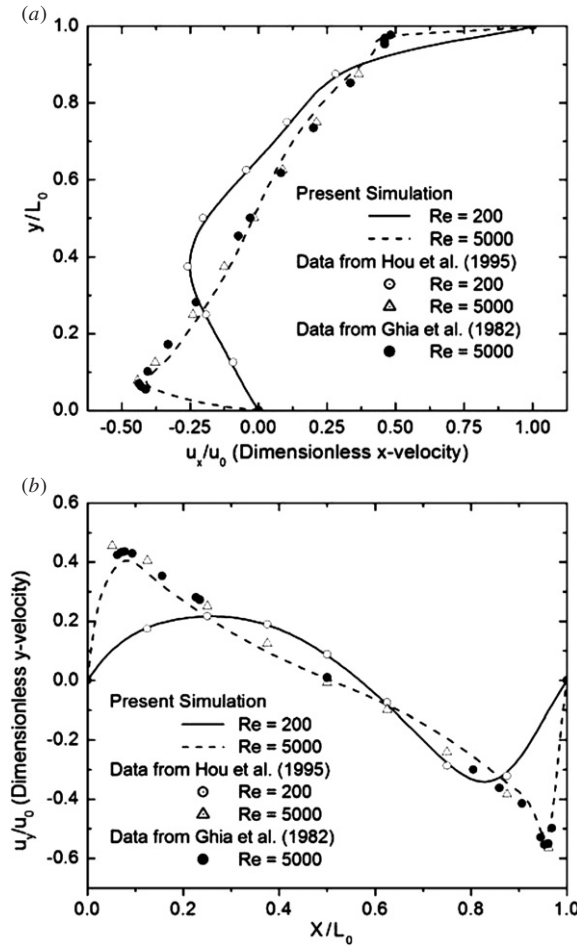 (a)
1.0
0.8
0.6
0.4
0.2
0.0
y/L₀
Present Simulation
Re = 200
Re = 5000
Data from Hou et al. (1995)
Re = 200
Re = 5000
Data from Ghia et al. (1982)
Re = 5000
-0.50 -0.25 0.00 0.25 0.50 0.75 1.00
uₓ/u₀ (Dimensionless x-velocity)
(b)
0.6
0.4
0.2
0.0
-0.2
-0.4
-0.6
u_y/u₀ (Dimensionless y-velocity)
Present Simulation
Re = 200
Re = 5000
Data from Hou et al. (1995)
Re = 200
Re = 5000
Data from Ghia et al. (1982)
Re = 5000
0.0 0.2 0.4 0.6 0.8 1.0
X/L₀